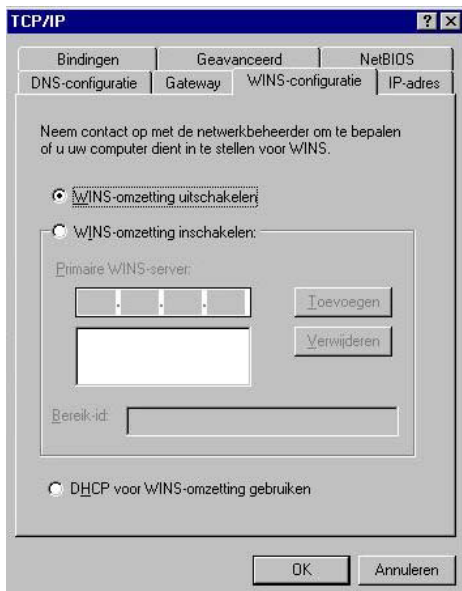 TCP/IP
Bindingen
Geavanceerd
NetBIOS
DNS-configuratie
Gateway
WINS-configuratie
IP-adres
Neem contact op met de netwerkbeheerder om te bepalen
of u uw computer dient in te stellen voor WINS.
WINS-omzetting uitschakelen
WINS-omzetting inschakelen:
Primaire WINS-server:
Toevoegen
Verwijderen
Bereik-id:
DHCP voor WINS-omzetting gebruiken
OK
Annuleren